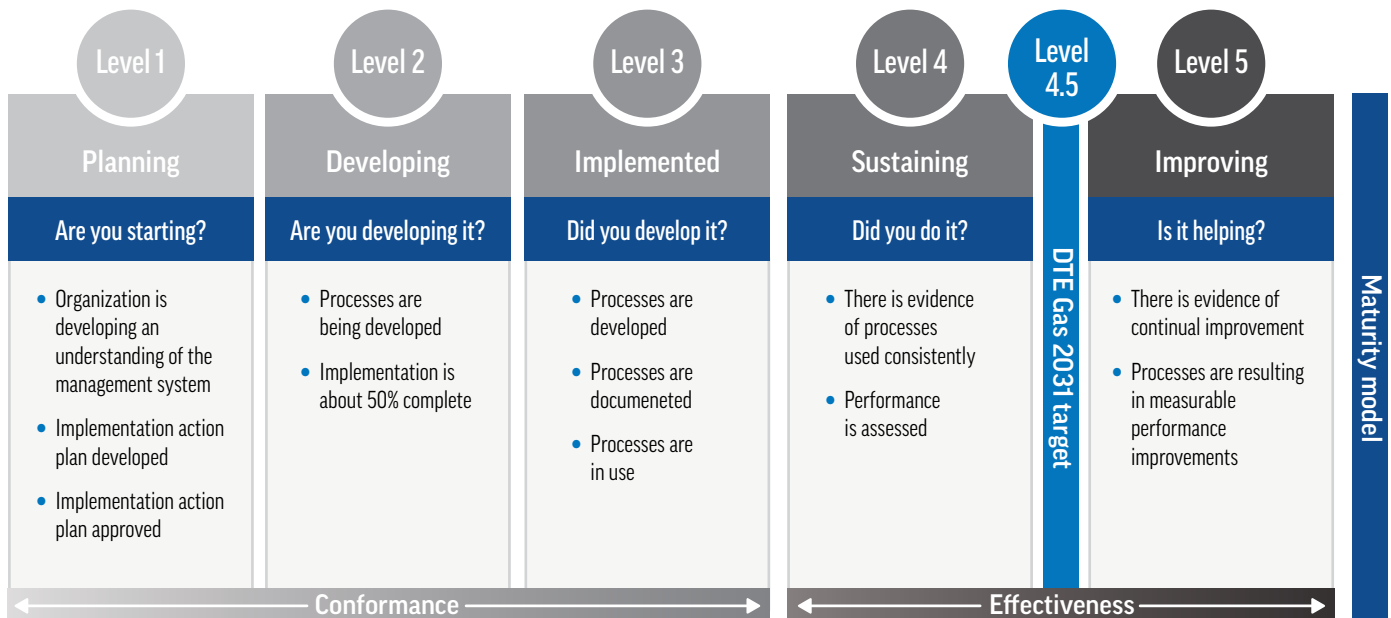 Level 1
Planning
Are you starting?
• Organization is
developing an
understanding of the
management system
• Implementation action
plan developed
• Implementation action
plan approved
Level 2
Developing
Are you developing it?
• Processes are
being developed
• Implementation is
about 50% complete
Level 3
Implemented
Did you develop it?
• Processes are
developed
• Processes are
documeneted
• Processes are
in use
Conformance
Level 4
Sustaining
Did you do it?
• There is evidence
of processes
used consistently
• Performance
is assessed
Level
4.5
DTE Gas 2031 target
Level 5
Improving
Is it helping?
• There is evidence of
continual improvement
• Processes are resulting
in measurable
performance
improvements
Effectiveness
Maturity model